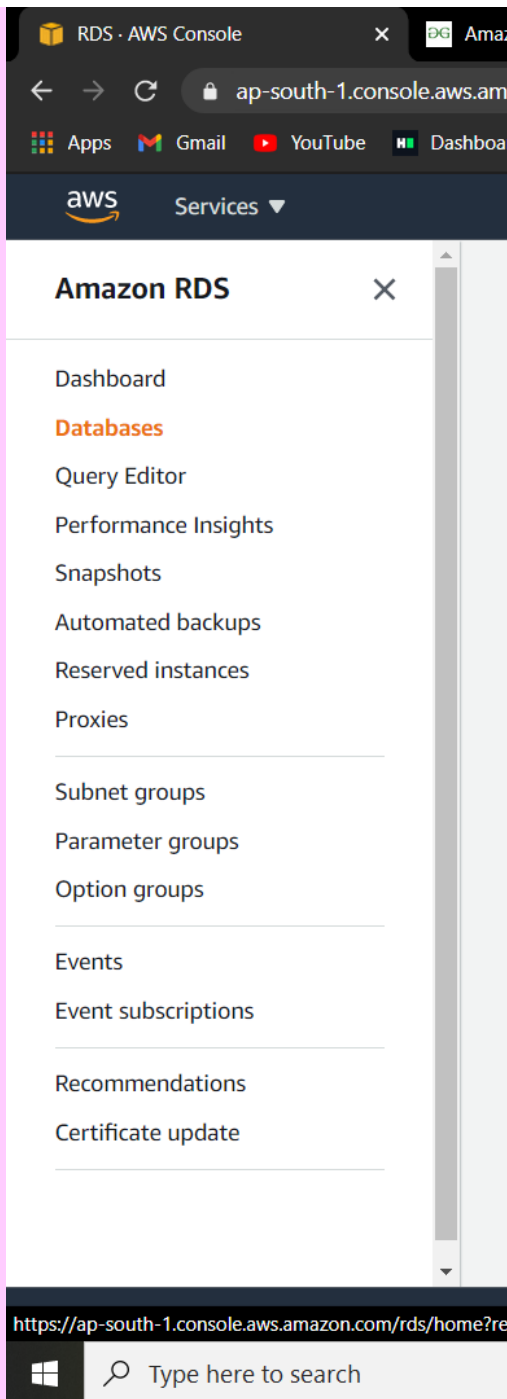 RDS · AWS Console
ap-south-1.console.aws.am
Apps Gmail YouTube Dashboa
aws Services
Amazon RDS
Dashboard
Databases
Query Editor
Performance Insights
Snapshots
Automated backups
Reserved instances
Proxies
Subnet groups
Parameter groups
Option groups
Events
Event subscriptions
Recommendations
Certificate update
https://ap-south-1.console.aws.amazon.com/rds/home?re
Type here to search